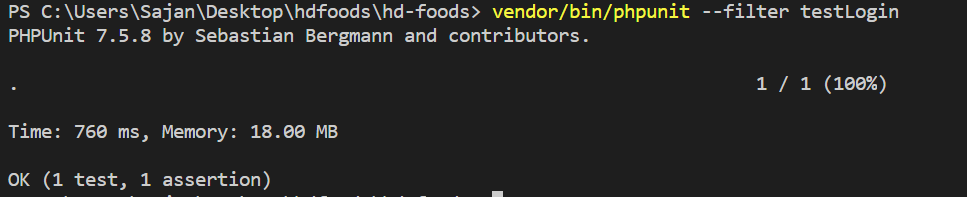 PS C:\Users\Sajan\Desktop\hdfoods\hd-foods> vendor/bin/phpunit --filter testLogin
PHPUnit 7.5.8 by Sebastian Bergmann and contributors.
. 1 / 1 (100%)
Time: 760 ms, Memory: 18.00 MB
OK (1 test, 1 assertion)